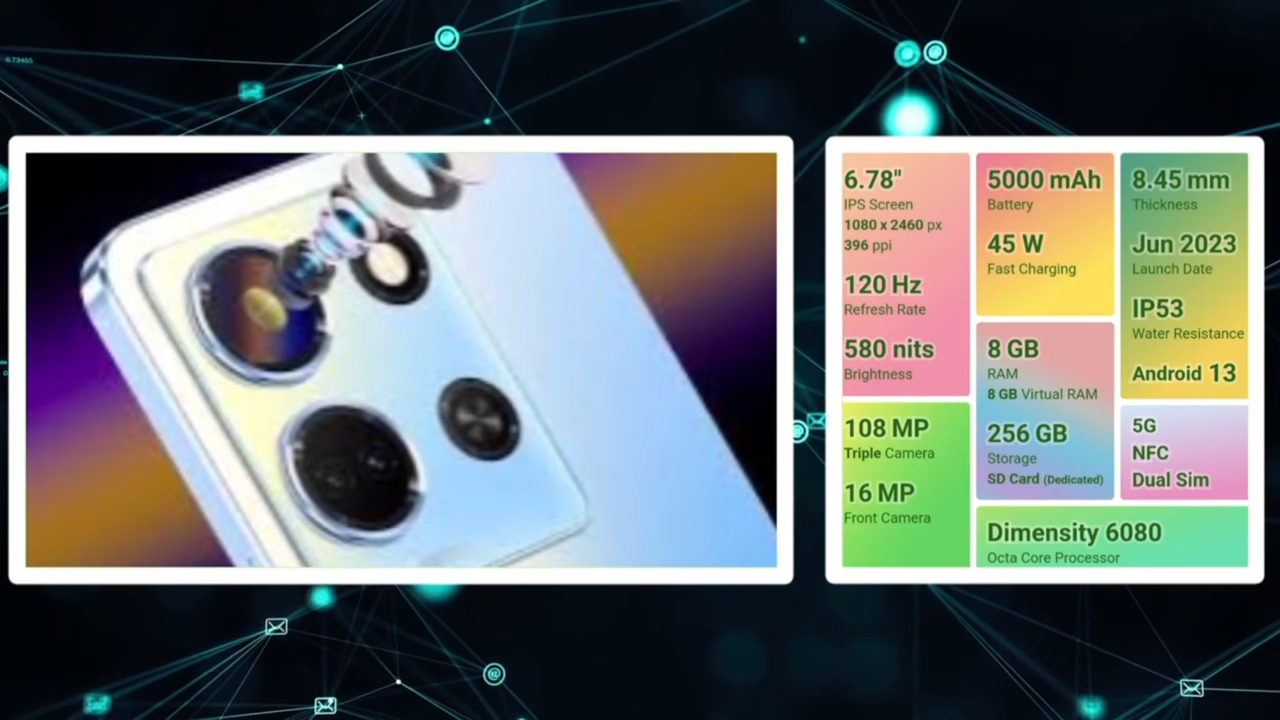 G73455
6.78"
IPS Screen
1080 x 2460 px
396 ppi
120 Hz
Refresh Rate
580 nits
Brightness
108 MP
Triple Camera
16 MP
Front Camera
5000 mAh
Battery
45 W
Fast Charging
8 GB
RAM
8 GB Virtual RAM
256 GB
Storage
SD Card (Dedicated)
8.45 mm
Thickness
Jun 2023
Launch Date
IP53
Water Resistance
Android 13
5G
NFC
Dual Sim
Dimensity 6080
Octa Core Processor